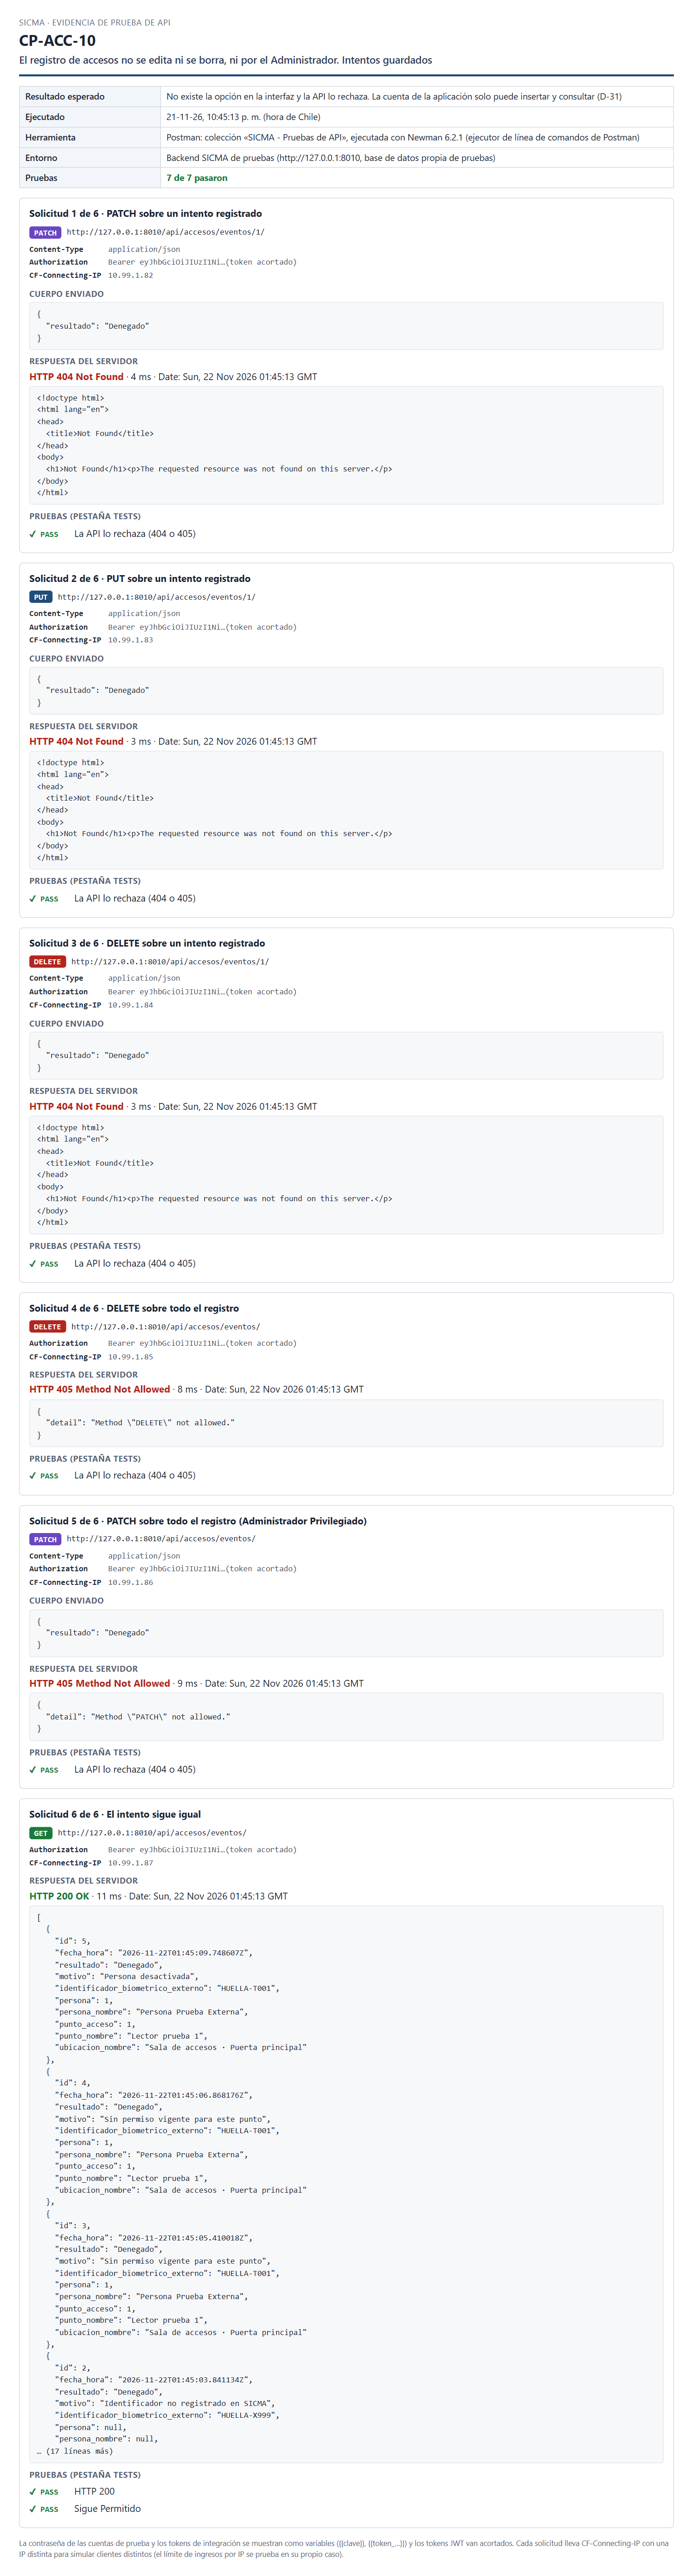 SICMA · EVIDENCIA DE PRUEBA DE API
CP-ACC-10
El registro de accesos no se edita ni se borra, ni por el Administrador. Intentos guardados
Resultado esperado No existe la opción en la interfaz y la API lo rechaza. La cuenta de la aplicación solo puede insertar y consultar (D-31)
Ejecutado 21-11-26, 10:45:13 p. m. (hora de Chile)
Herramienta Postman: colección «SICMA - Pruebas de API», ejecutada con Newman 6.2.1 (ejecutor de línea de comandos de Postman)
Entorno Backend SICMA de pruebas (http://127.0.0.1:8010, base de datos propia de pruebas)
Pruebas 7 de 7 pasaron
Solicitud 1 de 6 · PATCH sobre un intento registrado
PATCH http://127.0.0.1:8010/api/accesos/eventos/1/
Content-Type application/json
Authorization Bearer eyJhbGciOiJIUzI1Ni…(token acortado)
CF-Connecting-IP 10.99.1.82
CUERPO ENVIADO
{
"resultado": "Denegado"
}
RESPUESTA DEL SERVIDOR
HTTP 404 Not Found · 4 ms · Date: Sun, 22 Nov 2026 01:45:13 GMT
<!doctype html>
<html lang="en">
<head>
<title>Not Found</title>
</head>
<body>
<h1>Not Found</h1><p>The requested resource was not found on this server.</p>
</body>
</html>
PRUEBAS (PESTAÑA TESTS)
✓ PASS La API lo rechaza (404 o 405)
Solicitud 2 de 6 · PUT sobre un intento registrado
PUT http://127.0.0.1:8010/api/accesos/eventos/1/
Content-Type application/json
Authorization Bearer eyJhbGciOiJIUzI1Ni…(token acortado)
CF-Connecting-IP 10.99.1.83
CUERPO ENVIADO
{
"resultado": "Denegado"
}
RESPUESTA DEL SERVIDOR
HTTP 404 Not Found · 3 ms · Date: Sun, 22 Nov 2026 01:45:13 GMT
<!doctype html>
<html lang="en">
<head>
<title>Not Found</title>
</head>
<body>
<h1>Not Found</h1><p>The requested resource was not found on this server.</p>
</body>
</html>
PRUEBAS (PESTAÑA TESTS)
✓ PASS La API lo rechaza (404 o 405)
Solicitud 3 de 6 · DELETE sobre un intento registrado
DELETE http://127.0.0.1:8010/api/accesos/eventos/1/
Content-Type application/json
Authorization Bearer eyJhbGciOiJIUzI1Ni…(token acortado)
CF-Connecting-IP 10.99.1.84
CUERPO ENVIADO
{
"resultado": "Denegado"
}
RESPUESTA DEL SERVIDOR
HTTP 404 Not Found · 3 ms · Date: Sun, 22 Nov 2026 01:45:13 GMT
<!doctype html>
<html lang="en">
<head>
<title>Not Found</title>
</head>
<body>
<h1>Not Found</h1><p>The requested resource was not found on this server.</p>
</body>
</html>
PRUEBAS (PESTAÑA TESTS)
✓ PASS La API lo rechaza (404 o 405)
Solicitud 4 de 6 · DELETE sobre todo el registro
DELETE http://127.0.0.1:8010/api/accesos/eventos/
Authorization Bearer eyJhbGciOiJIUzI1Ni…(token acortado)
CF-Connecting-IP 10.99.1.85
RESPUESTA DEL SERVIDOR
HTTP 405 Method Not Allowed · 8 ms · Date: Sun, 22 Nov 2026 01:45:13 GMT
{
"detail": "Method \"DELETE\" not allowed."
}
PRUEBAS (PESTAÑA TESTS)
✓ PASS La API lo rechaza (404 o 405)
Solicitud 5 de 6 · PATCH sobre todo el registro (Administrador Privilegiado)
PATCH http://127.0.0.1:8010/api/accesos/eventos/
Content-Type application/json
Authorization Bearer eyJhbGciOiJIUzI1Ni…(token acortado)
CF-Connecting-IP 10.99.1.86
CUERPO ENVIADO
{
"resultado": "Denegado"
}
RESPUESTA DEL SERVIDOR
HTTP 405 Method Not Allowed · 9 ms · Date: Sun, 22 Nov 2026 01:45:13 GMT
{
"detail": "Method \"PATCH\" not allowed."
}
PRUEBAS (PESTAÑA TESTS)
✓ PASS La API lo rechaza (404 o 405)
Solicitud 6 de 6 · El intento sigue igual
GET http://127.0.0.1:8010/api/accesos/eventos/
Authorization Bearer eyJhbGciOiJIUzI1Ni…(token acortado)
CF-Connecting-IP 10.99.1.87
RESPUESTA DEL SERVIDOR
HTTP 200 OK · 11 ms · Date: Sun, 22 Nov 2026 01:45:13 GMT
[
{
"id": 5,
"fecha_hora": "2026-11-22T01:45:09.748607Z",
"resultado": "Denegado",
"motivo": "Persona desactivada",
"identificador_biometrico_externo": "HUELLA-T001",
"persona": 1,
"persona_nombre": "Persona Prueba Externa",
"punto_acceso": 1,
"punto_nombre": "Lector prueba 1",
"ubicacion_nombre": "Sala de accesos · Puerta principal"
},
{
"id": 4,
"fecha_hora": "2026-11-22T01:45:06.868176Z",
"resultado": "Denegado",
"motivo": "Sin permiso vigente para este punto",
"identificador_biometrico_externo": "HUELLA-T001",
"persona": 1,
"persona_nombre": "Persona Prueba Externa",
"punto_acceso": 1,
"punto_nombre": "Lector prueba 1",
"ubicacion_nombre": "Sala de accesos · Puerta principal"
},
{
"id": 3,
"fecha_hora": "2026-11-22T01:45:05.410018Z",
"resultado": "Denegado",
"motivo": "Sin permiso vigente para este punto",
"identificador_biometrico_externo": "HUELLA-T001",
"persona": 1,
"persona_nombre": "Persona Prueba Externa",
"punto_acceso": 1,
"punto_nombre": "Lector prueba 1",
"ubicacion_nombre": "Sala de accesos · Puerta principal"
},
{
"id": 2,
"fecha_hora": "2026-11-22T01:45:03.841134Z",
"resultado": "Denegado",
"motivo": "Identificador no registrado en SICMA",
"identificador_biometrico_externo": "HUELLA-X999",
"persona": null,
"persona_nombre": null,
… (17 líneas más)
PRUEBAS (PESTAÑA TESTS)
✓ PASS HTTP 200
✓ PASS Sigue Permitido
La contraseña de las cuentas de prueba y los tokens de integración se muestran como variables ({{clave}}, {{token_…}}) y los tokens JWT van acortados. Cada solicitud lleva CF-Connecting-IP con una
IP distinta para simular clientes distintos (el límite de ingresos por IP se prueba en su propio caso).